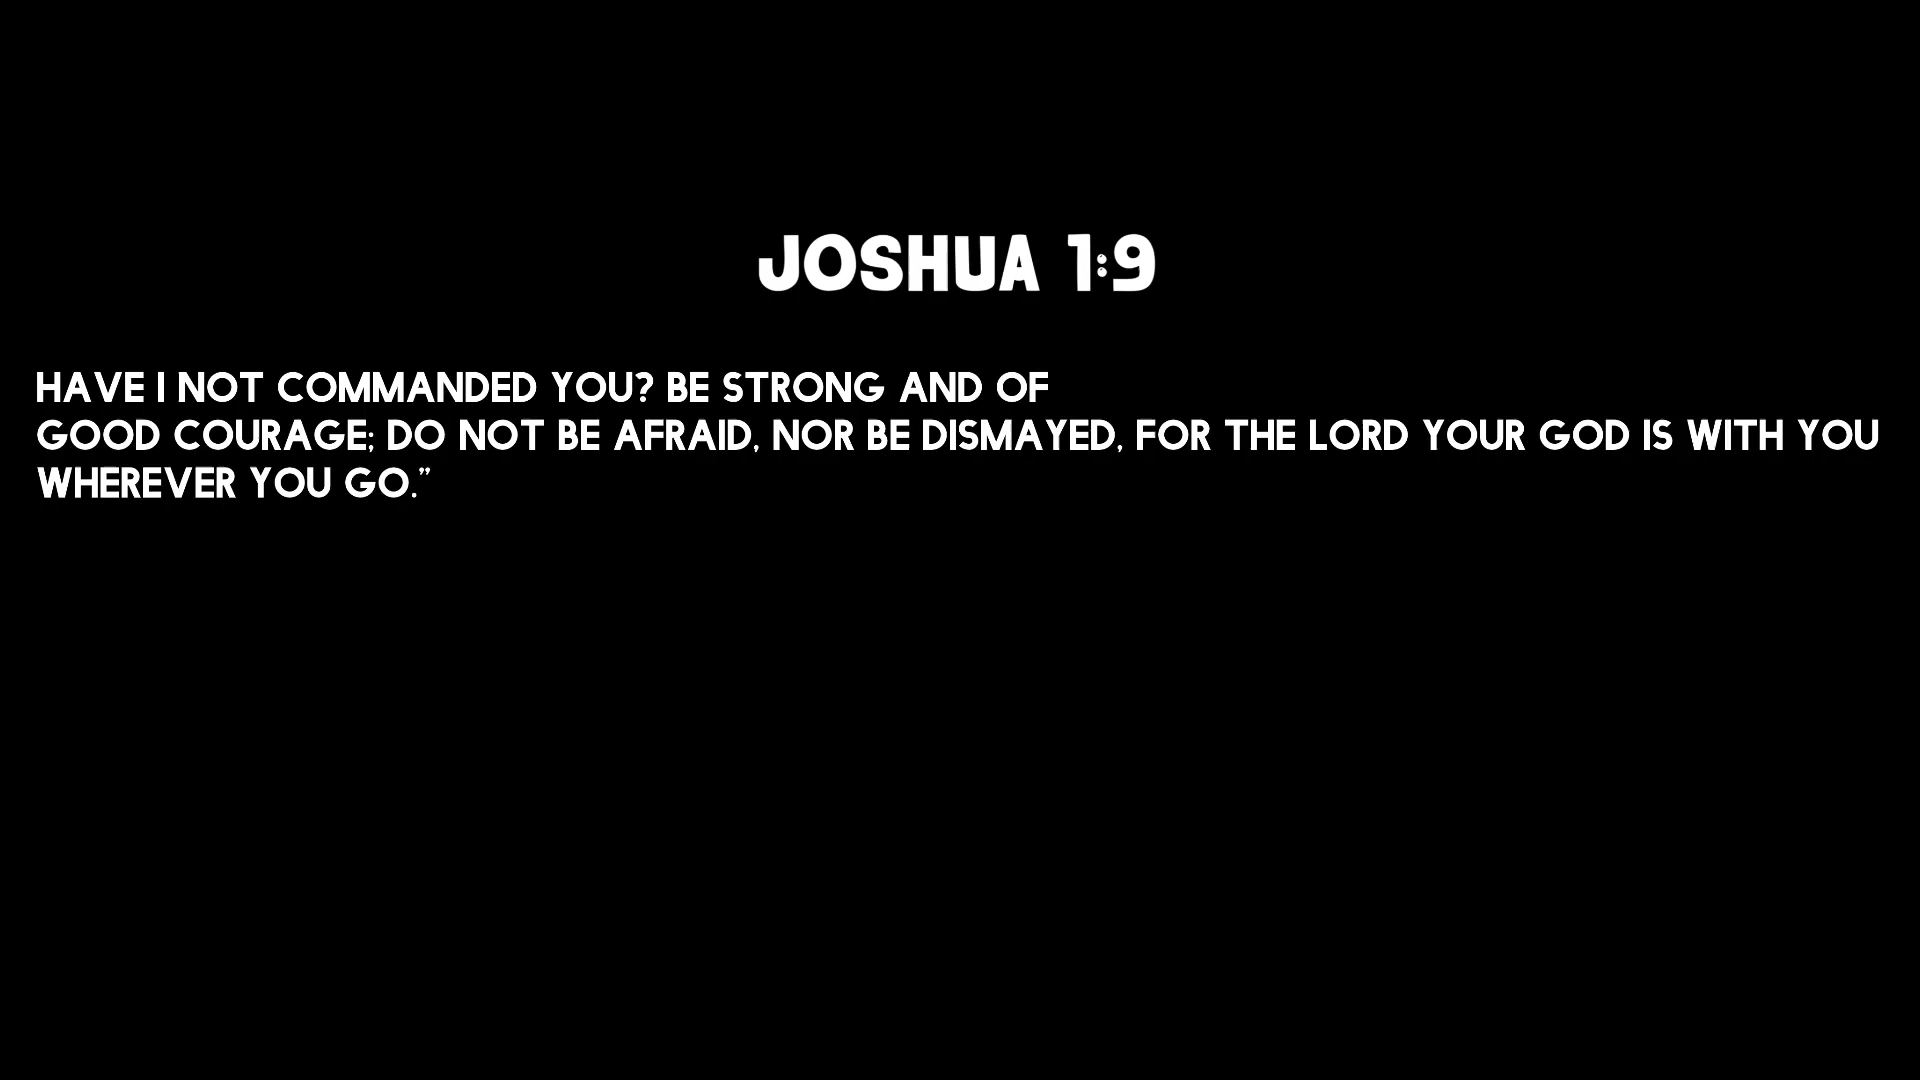 JOSHUA 1:9
HAVE I NOT COMMANDED YOU? BE STRONG AND OF
GOOD COURAGE; DO NOT BE AFRAID, NOR BE DISMAYED, FOR THE LORD YOUR GOD IS WITH YOU
WHEREVER YOU GO.”